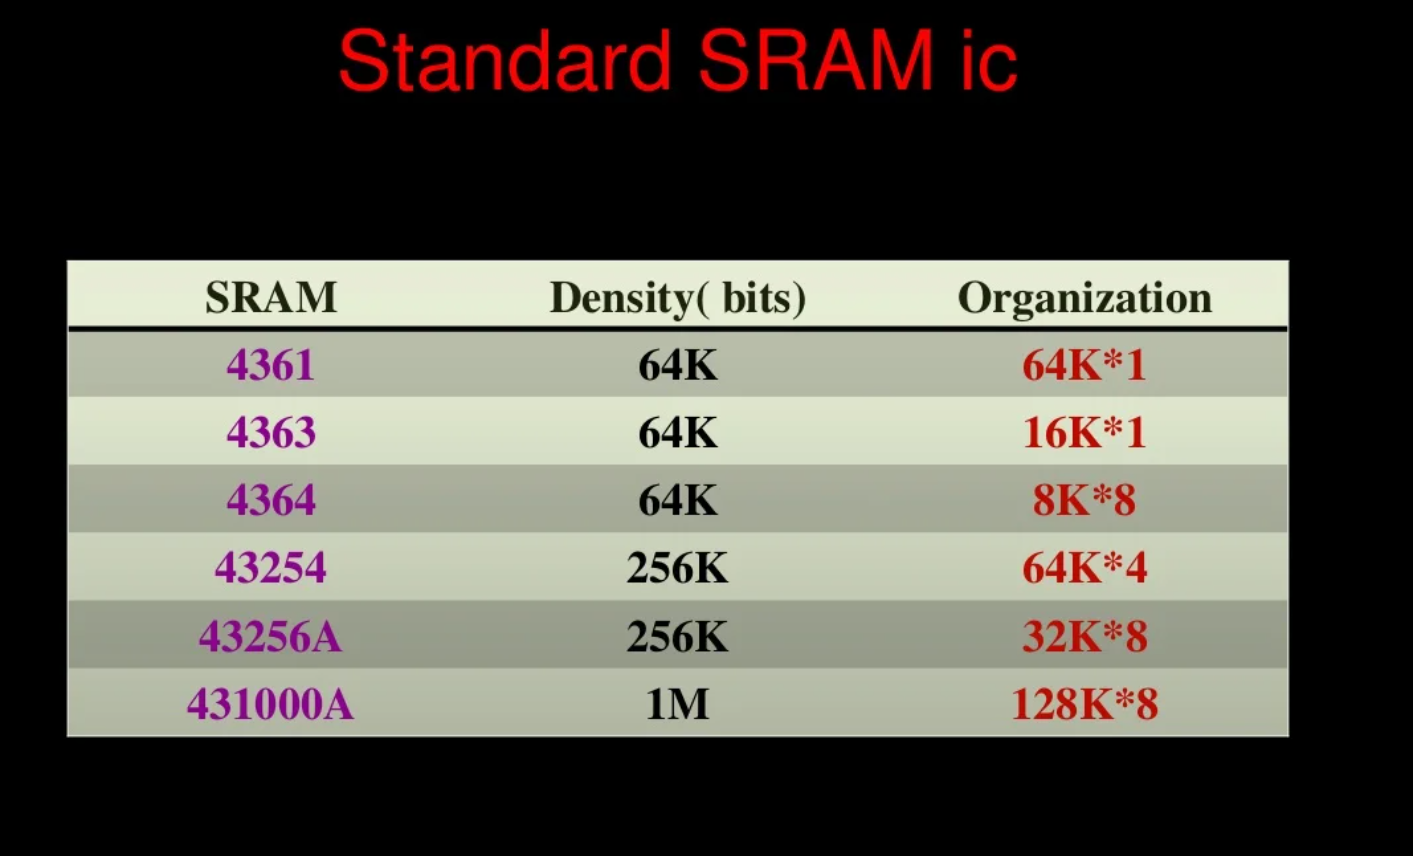 Standard SRAM ic
SRAM Density( bits) Organization
4361 64K 64K*1
4363 64K 16K*1
4364 64K 8K*8
43254 256K 64K*4
43256A 256K 32K*8
431000A 1M 128K*8